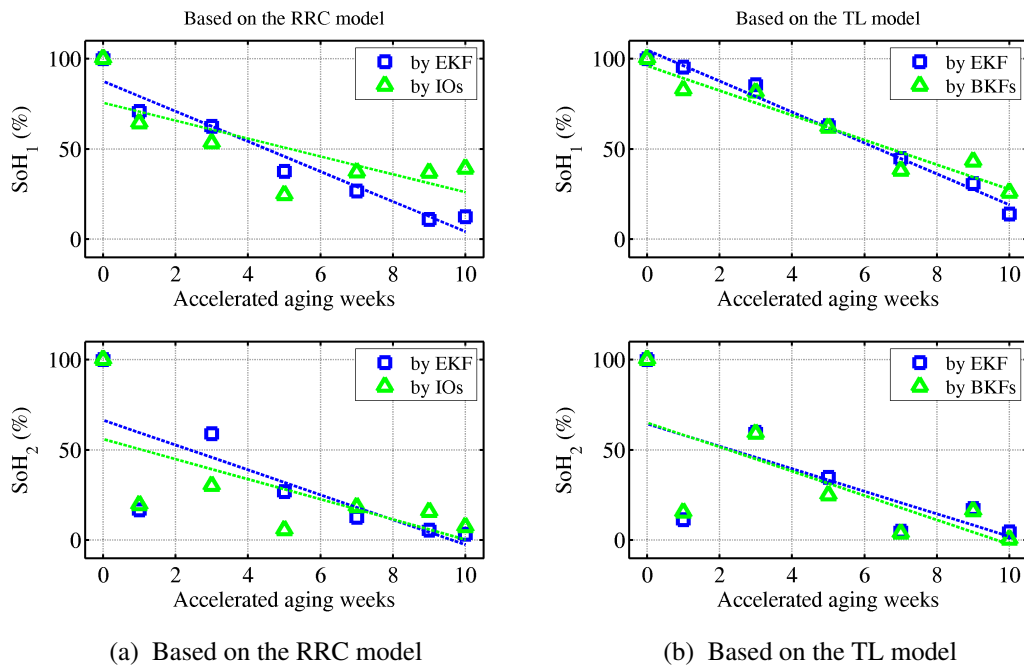 Based on the RRC model
100
50
0
SoH1 (%)
by EKF
by IOs
0 2 4 6 8 10
Accelerated aging weeks
Based on the TL model
100
50
0
SoH1 (%)
by EKF
by BKFs
0 2 4 6 8 10
Accelerated aging weeks
100
50
0
SoH2 (%)
by EKF
by IOs
0 2 4 6 8 10
Accelerated aging weeks
100
50
0
SoH2 (%)
by EKF
by BKFs
0 2 4 6 8 10
Accelerated aging weeks
(a) Based on the RRC model
(b) Based on the TL model